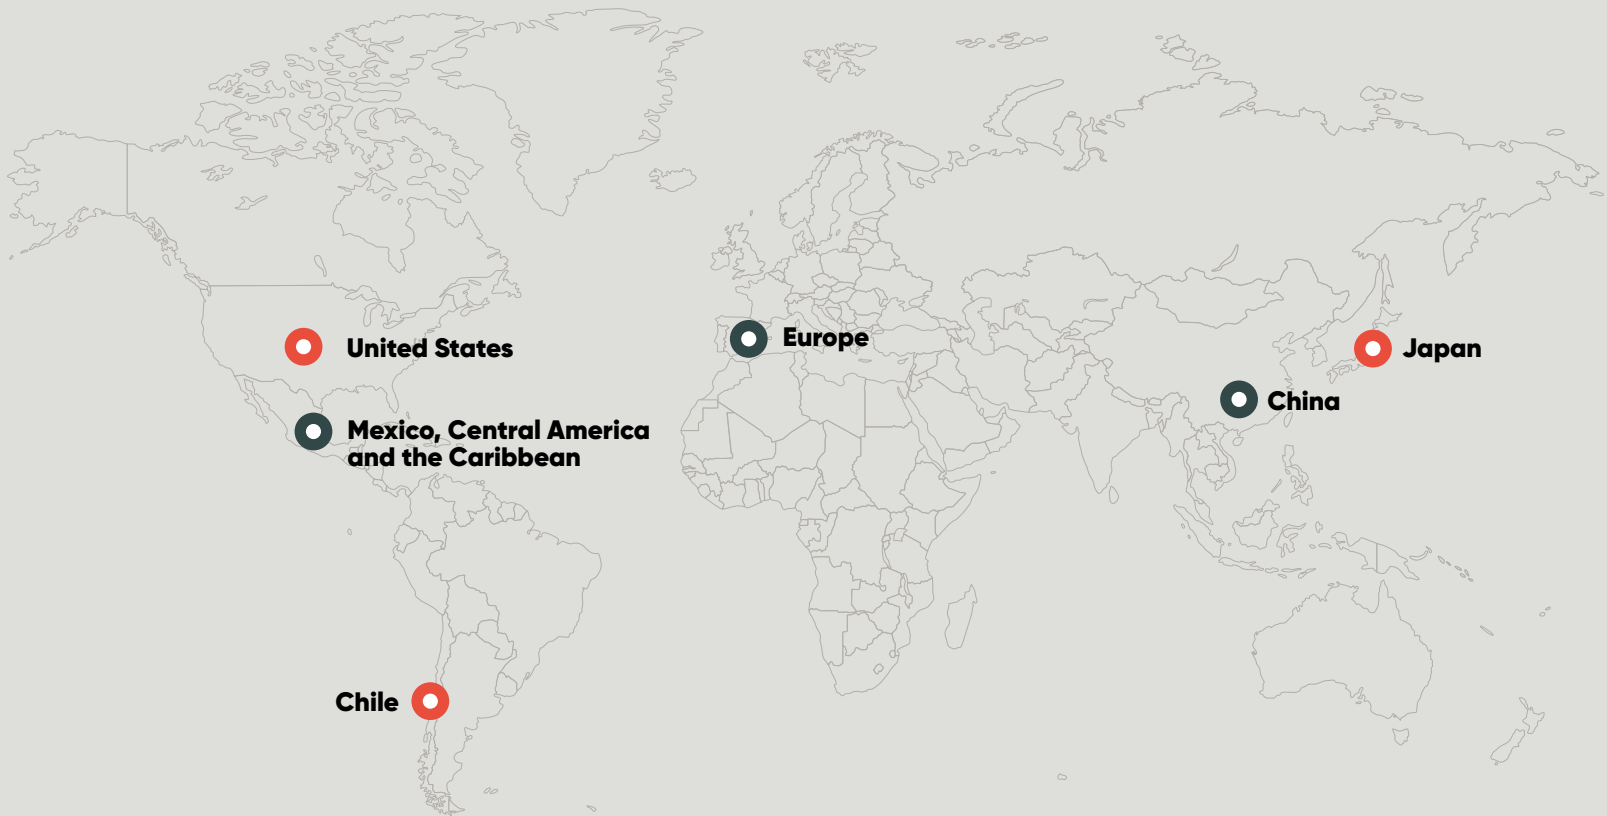 United States
Europe
Japan
China
Mexico, Central America
and the Caribbean
Chile